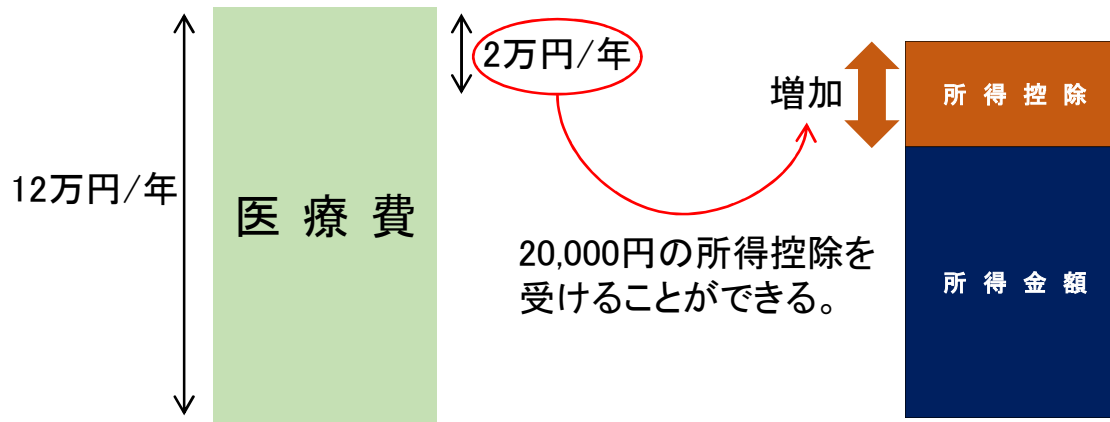 2万円/年
増加
所得控除
12万円/年
医療費
20,000円の所得控除を
受けることができる。
所得金額